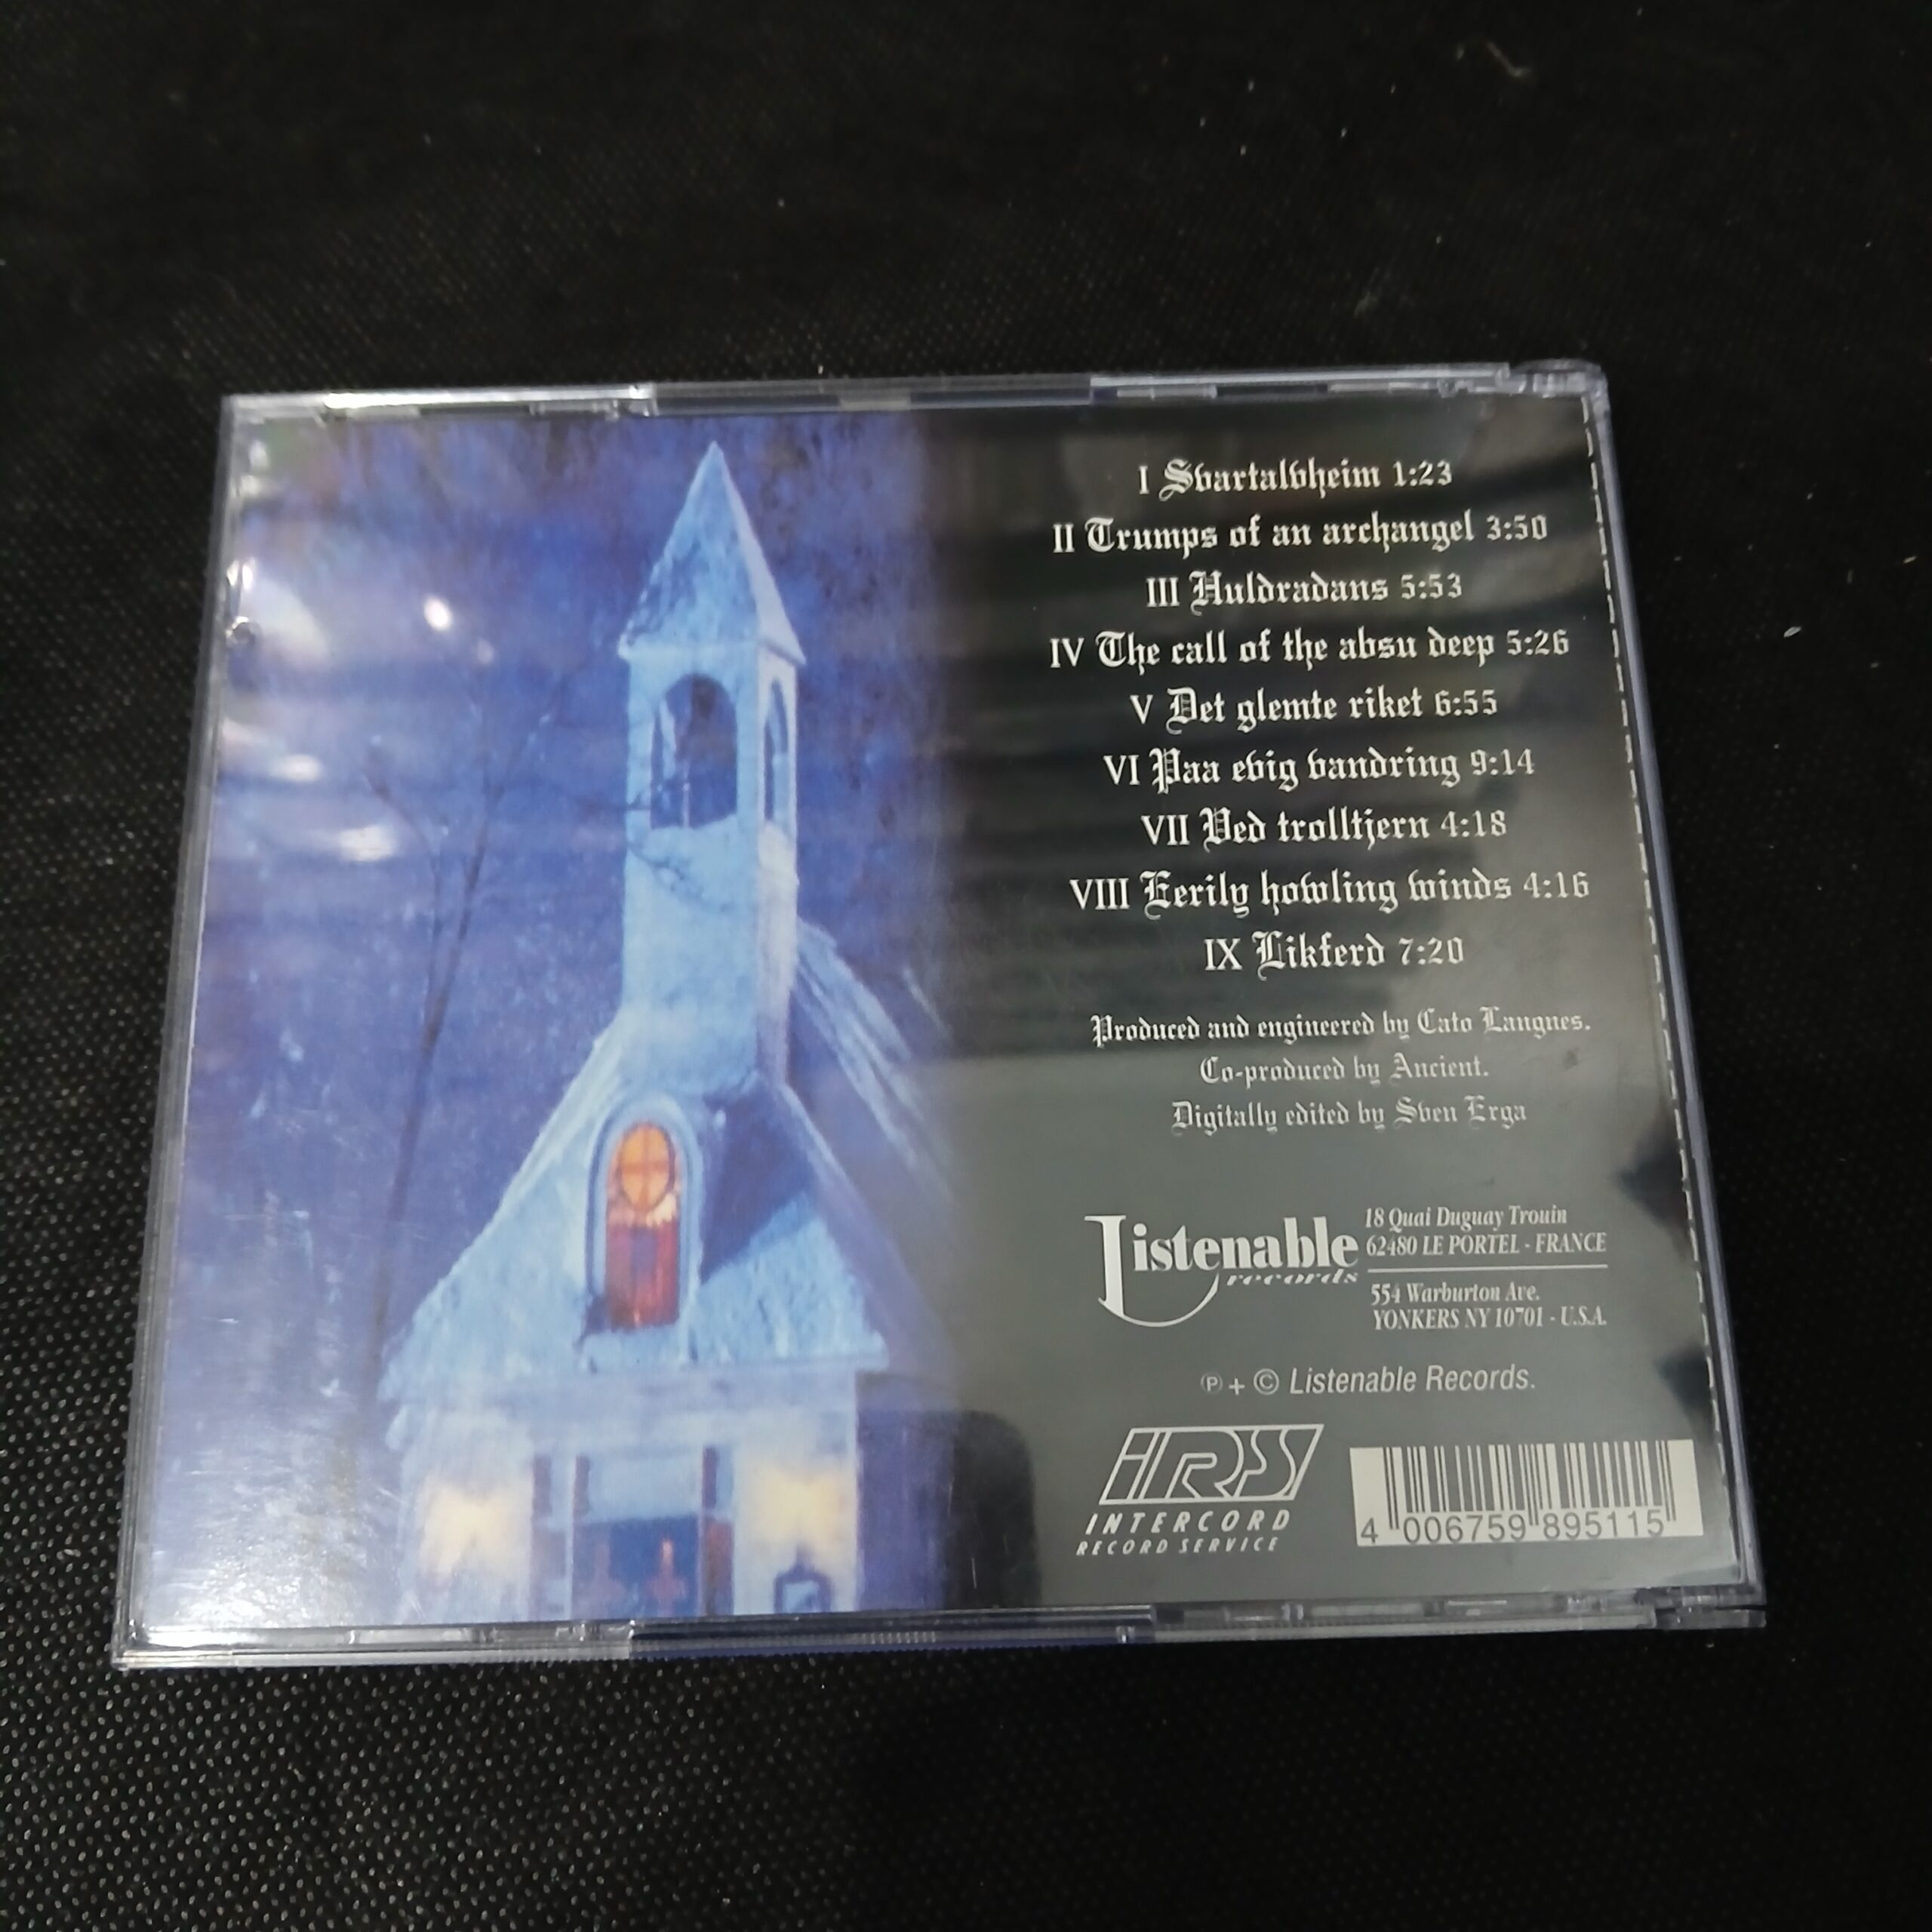 I Svartalvheim 1:23
II Trumps of an archangel 3:50
III Huldradans 5:53
IV The call of the absu deep 5:26
V Det glemte riket 6:55
VI Paa evig vandring 9:14
VII Ved trolltjern 4:18
VIII Eerily howling winds 4:16
IX Likferd 7:20
Produced and engineered by Cato Langnes.
Co-produced by Ancient.
Digitally edited by Sven Erga
Listenable
records
18 Quai Duguay Trouin
62480 LE PORTEL - FRANCE
554 Warburton Ave.
YONKERS NY 10701 - U.S.A.
℗ + © Listenable Records.
IRS
INTERCORD
RECORD SERVICE
4 006759 895115